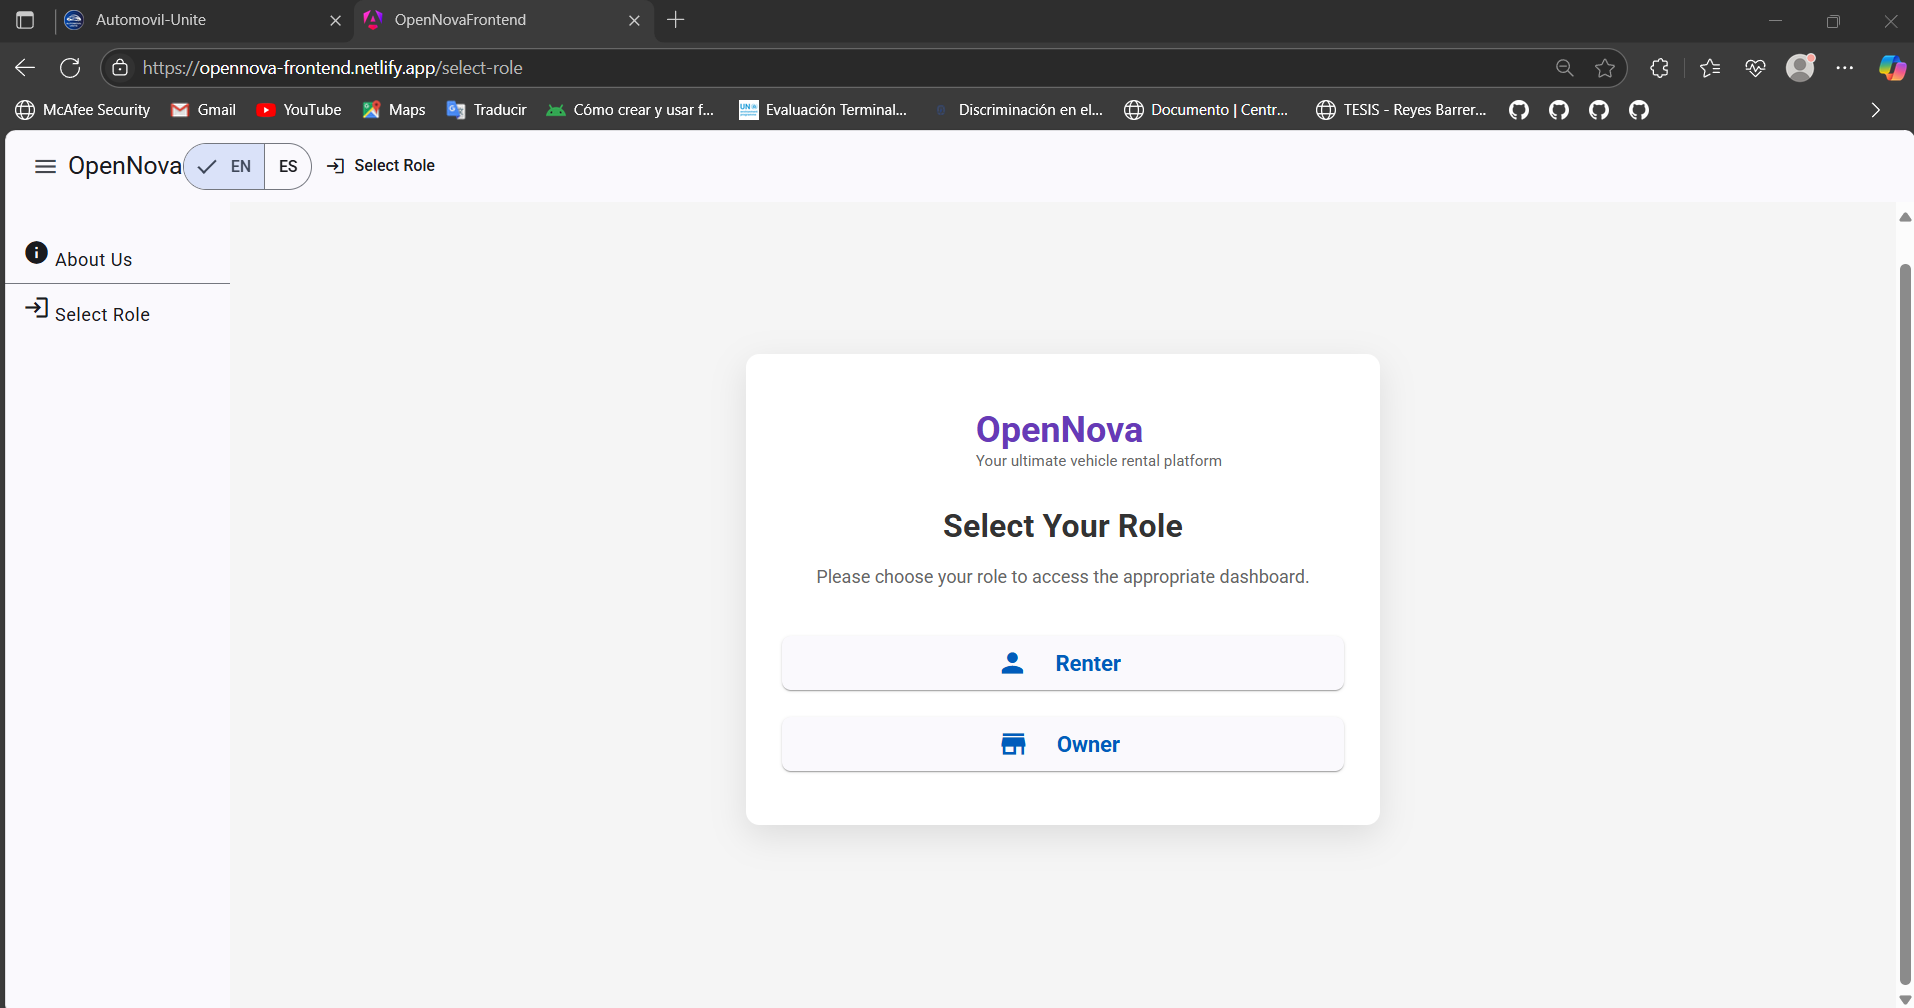 Automovil-Unite
OpenNovaFrontend
https://opennova-frontend.netlify.app/select-role
McAfee Security
Gmail
YouTube
Maps
Traducir
Cómo crear y usar f...
Evaluación Terminal...
Discriminación en el...
Documento | Centr...
TESIS - Reyes Barrer...
OpenNova
EN
ES
Select Role
About Us
Select Role
OpenNova
Your ultimate vehicle rental platform
Select Your Role
Please choose your role to access the appropriate dashboard.
Renter
Owner